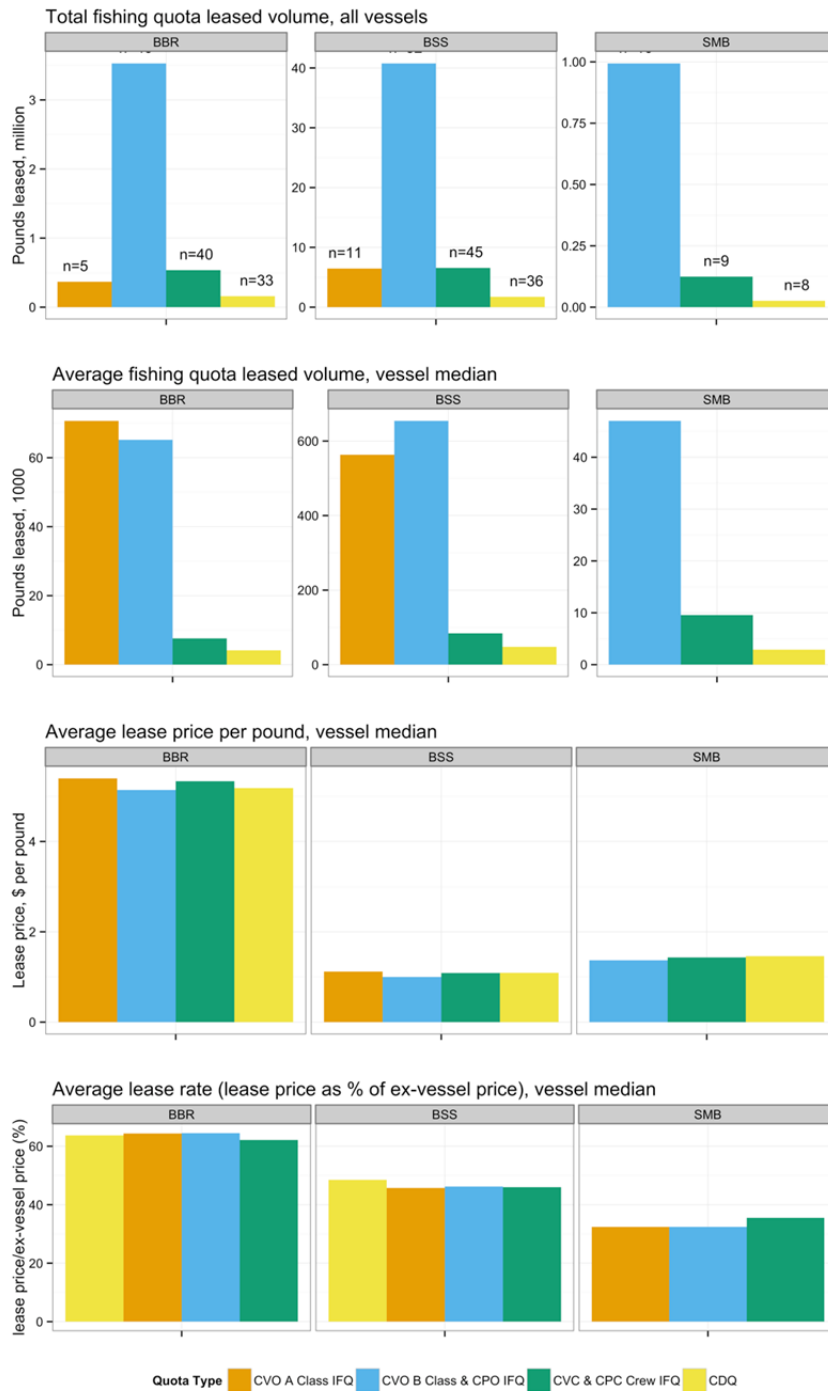 Total fishing quota leased volume, all vessels
BBR BSS SMB
Pounds leased, million
3
2
1
0
n=5
n=40
n=33
40
30
20
10
0
n=11
n=45
n=36
1.00
0.75
0.50
0.25
0.00
n=9
n=8
Average fishing quota leased volume, vessel median
BBR BSS SMB
Pounds leased, 1000
60
40
20
0
600
400
200
0
40
30
20
10
0
Average lease price per pound, vessel median
BBR BSS SMB
Lease price, $ per pound
4
2
0
Average lease rate (lease price as % of ex-vessel price), vessel median
BBR BSS SMB
lease price/ex-vessel price (%)
60
40
20
0
Quota Type CVO A Class IFQ CVO B Class & CPO IFQ CVC & CPC Crew IFQ CDQ